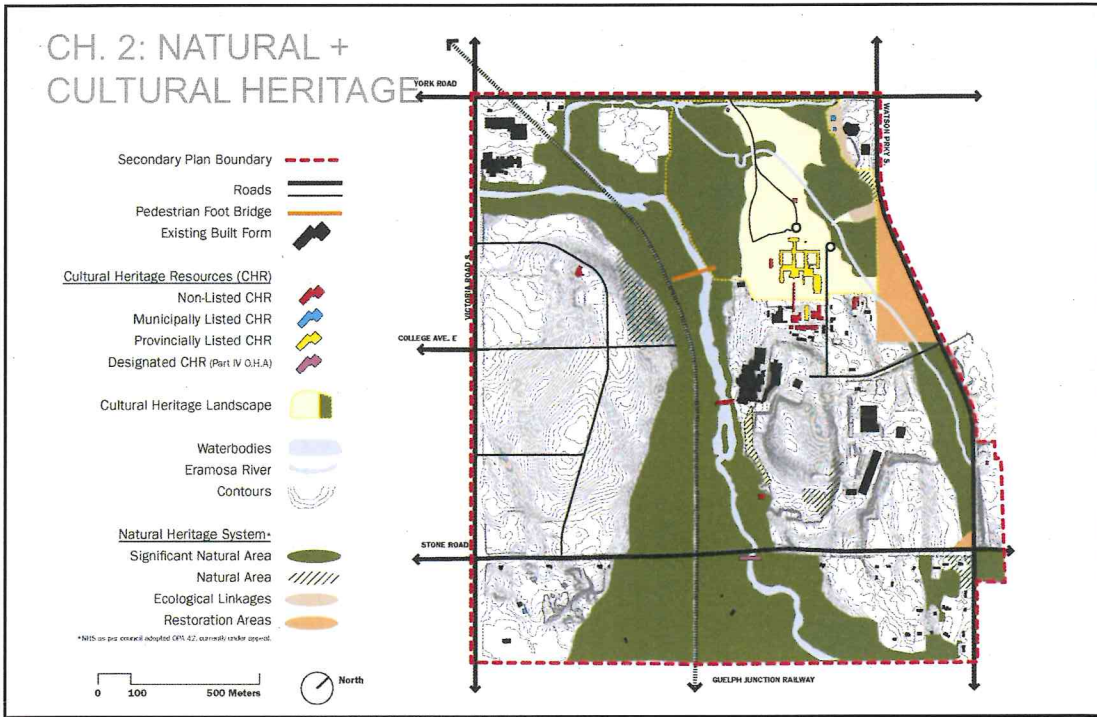 CH. 2: NATURAL +
CULTURAL HERITAGE
Secondary Plan Boundary
Roads
Pedestrian Foot Bridge
Existing Built Form
Cultural Heritage Resources (CHR)
Non-Listed CHR
Municipally Listed CHR
Provincially Listed CHR
Designated CHR (Part IV O.H.A)
Cultural Heritage Landscape
Waterbodies
Eramosa River
Contours
Natural Heritage System*
Significant Natural Area
Natural Area
Ecological Linkages
Restoration Areas
*NHS as per council adopted OPA 42, currently under appeal.
0 100 500 Meters
North
YORK ROAD
WATSON PRKY S.
VICTORIA ROAD S.
COLLEGE AVE. E
STONE ROAD
GUELPH JUNCTION RAILWAY